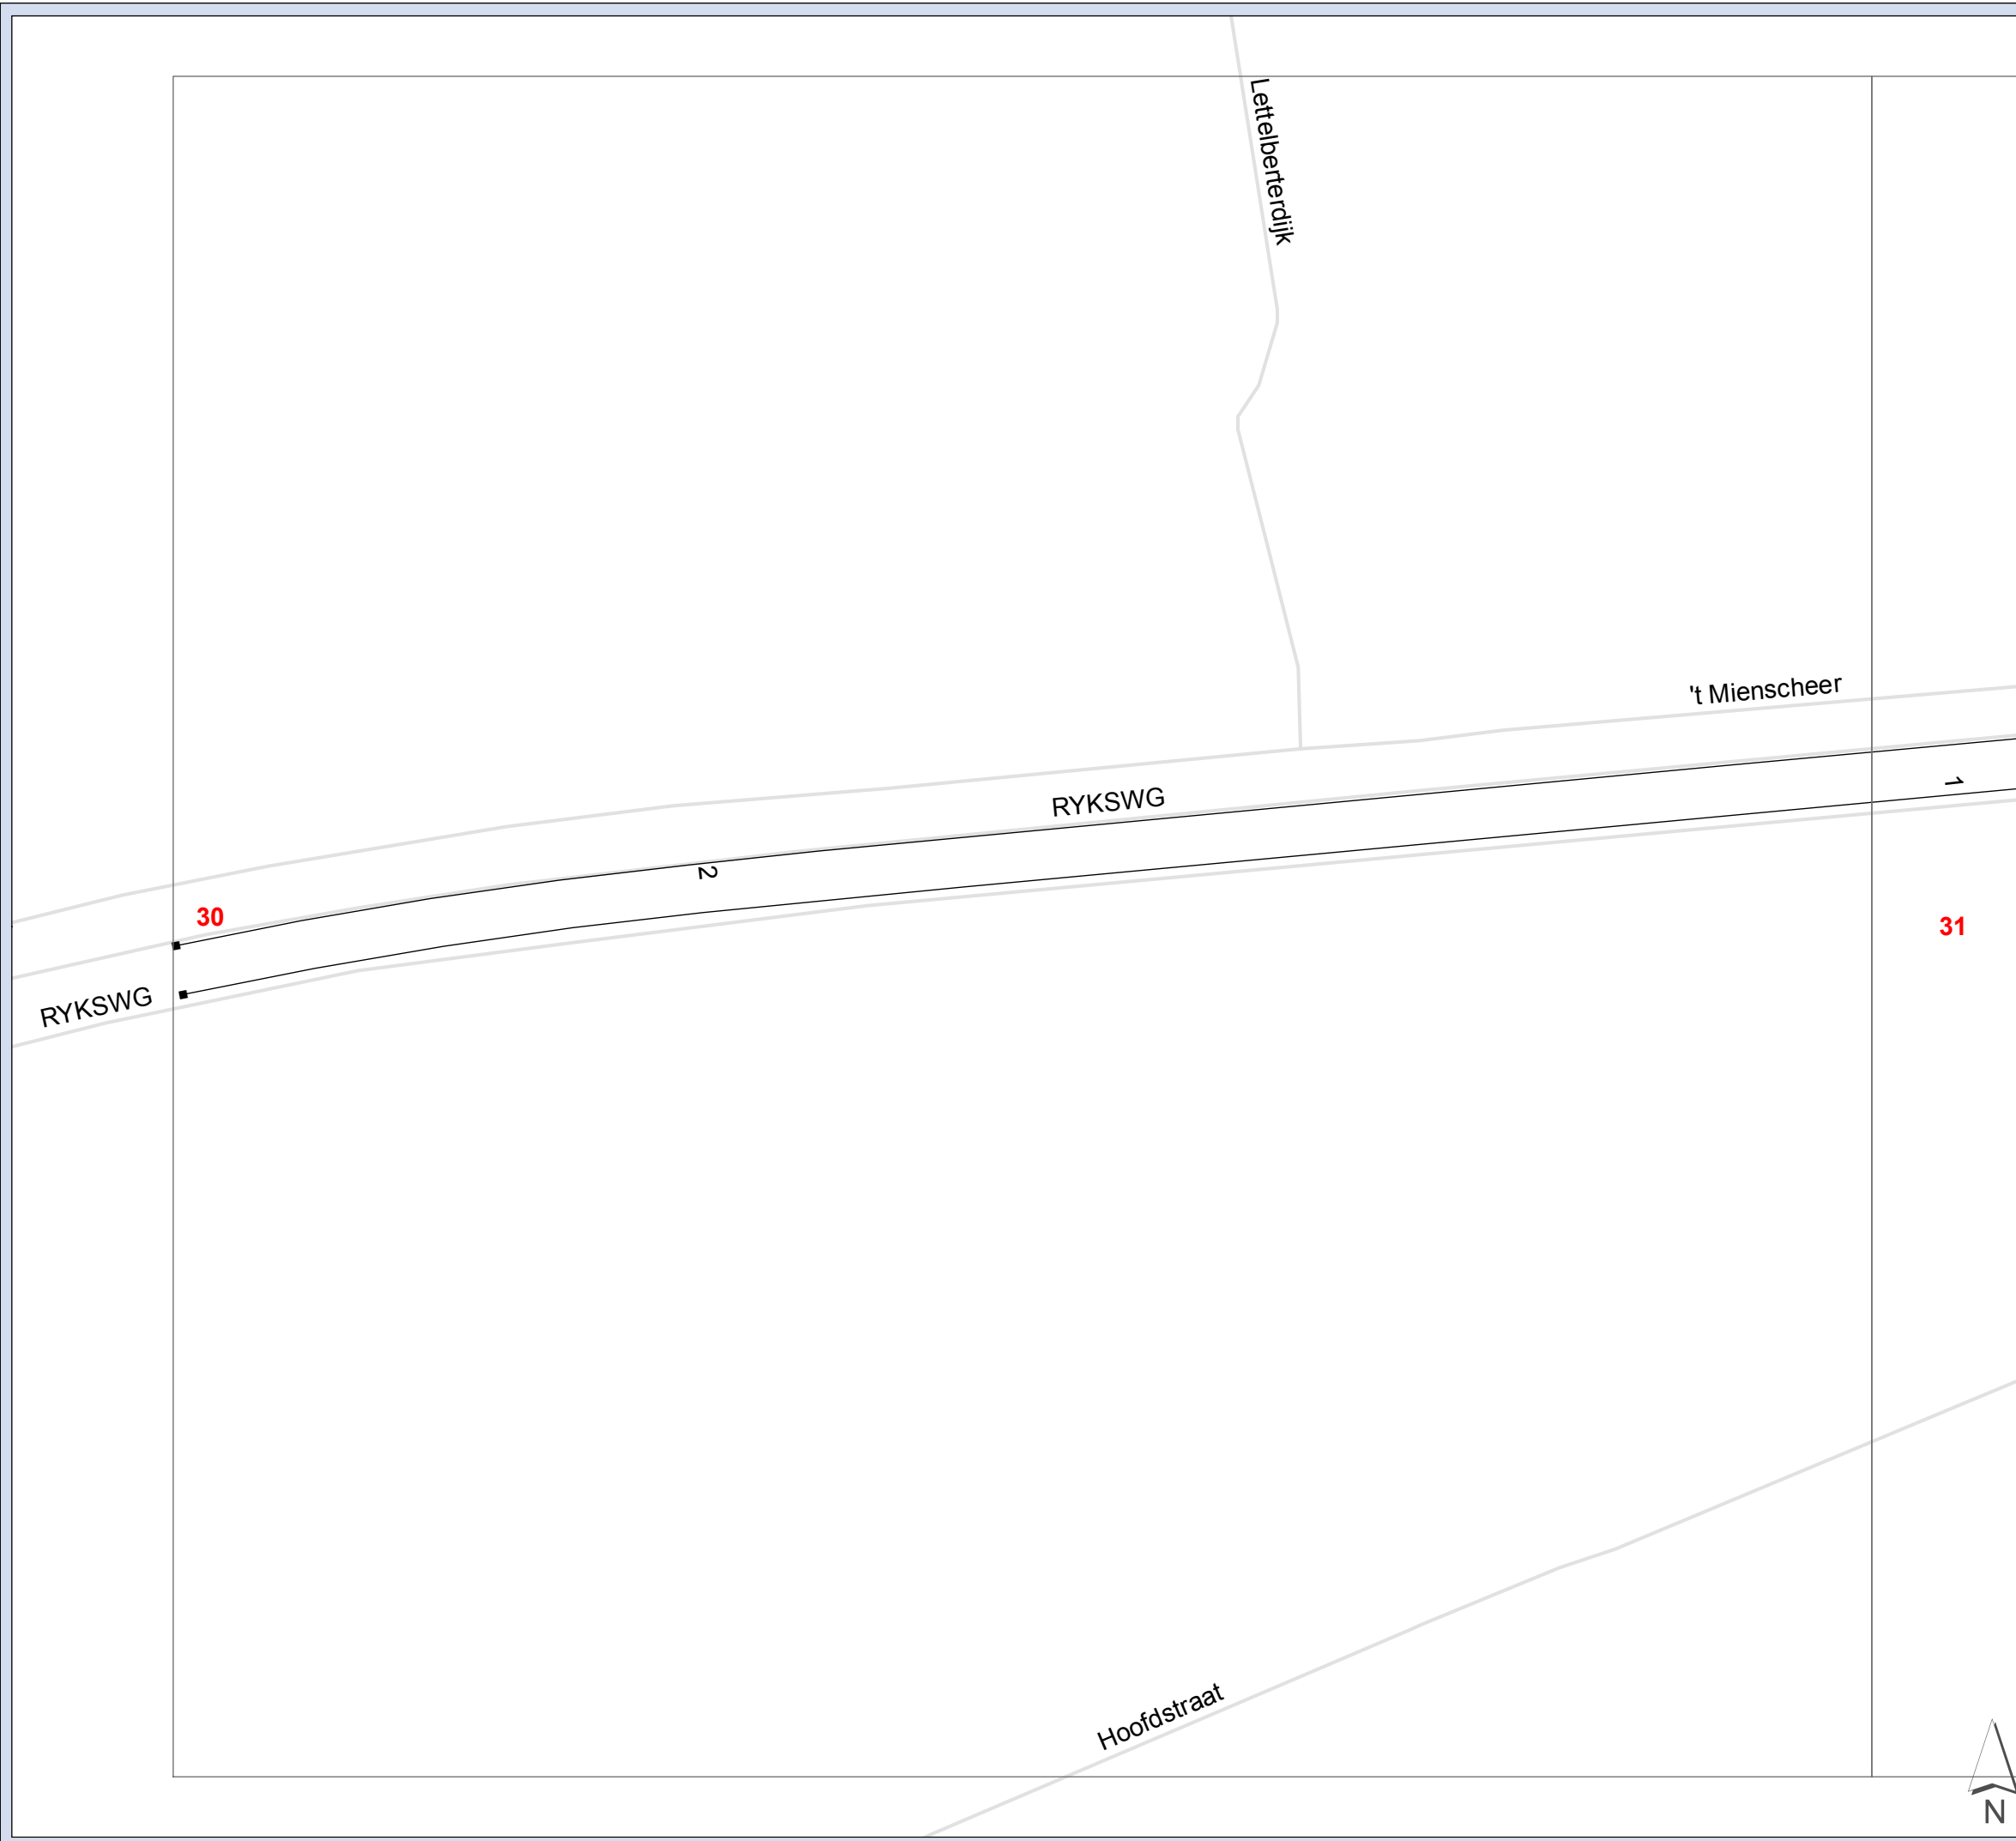 Lettelberterdijk
't Mienscheer
RYKSWG
1
2
30
31
RYKSWG
Hoofdstraat
N